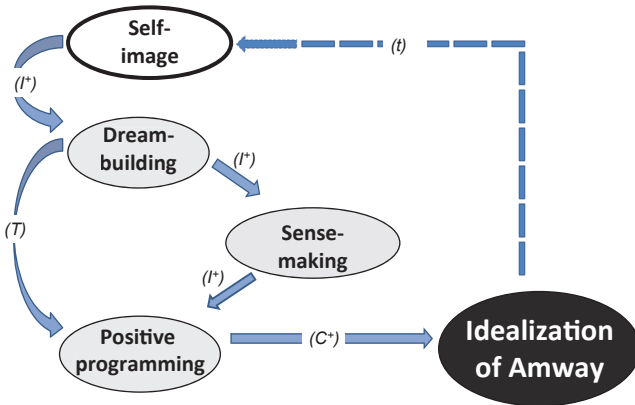 Self-
image
(t)
(I⁺)
Dream-
building
(I⁺)
(T)
Sense-
making
(I⁺)
Positive
programming
(C⁺)
Idealization
of Amway